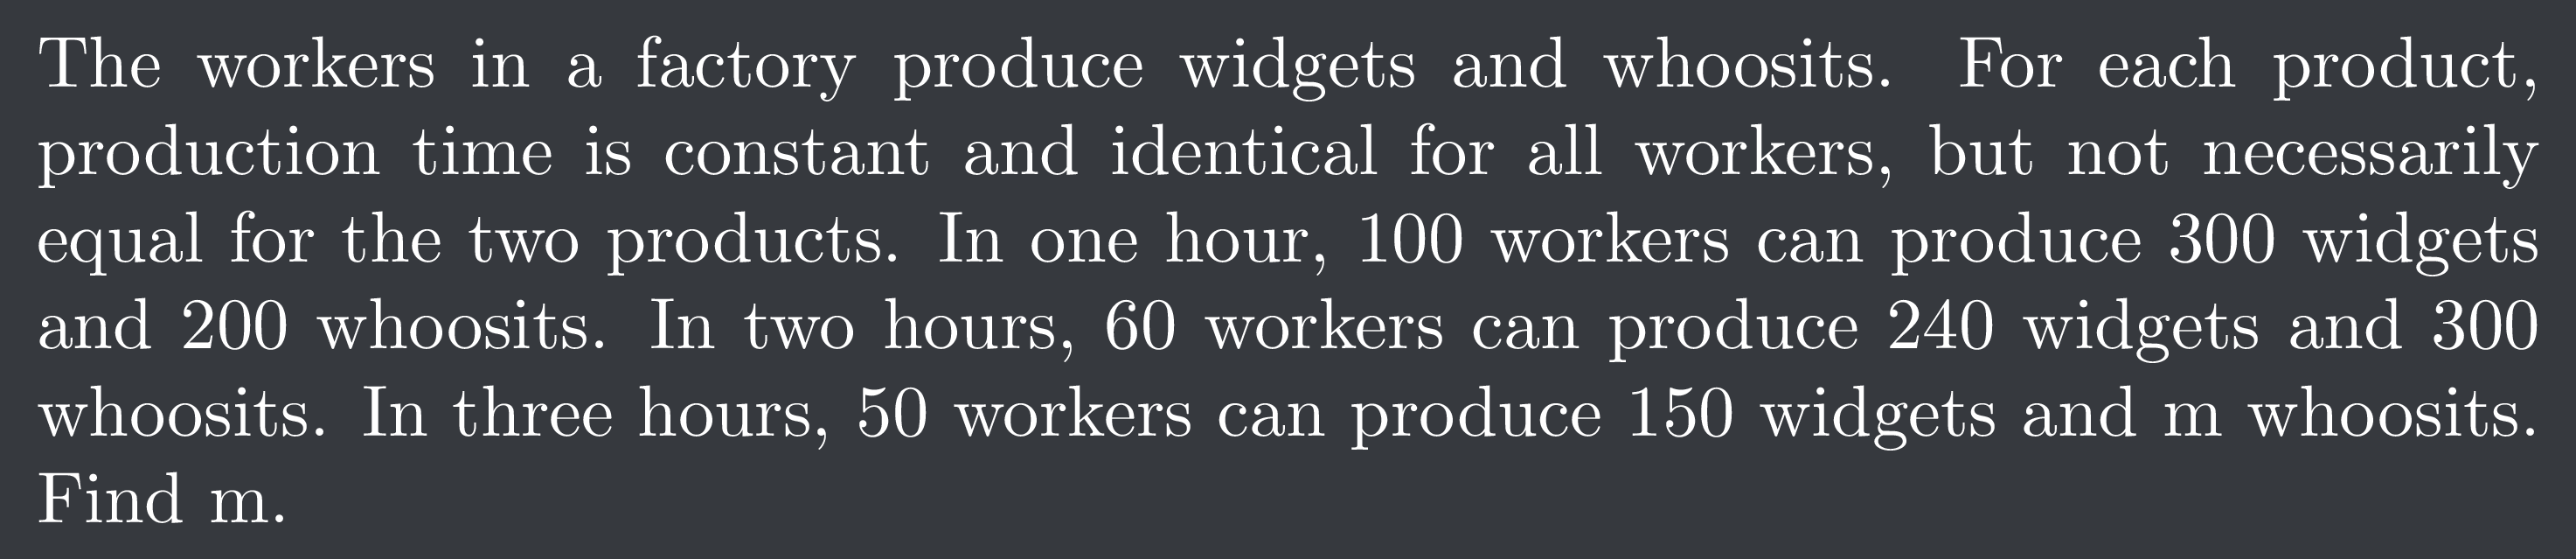 The workers in a factory produce widgets and whoosits. For each product,
production time is constant and identical for all workers, but not necessarily
equal for the two products. In one hour, 100 workers can produce 300 widgets
and 200 whoosits. In two hours, 60 workers can produce 240 widgets and 300
whoosits. In three hours, 50 workers can produce 150 widgets and m whoosits.
Find m.